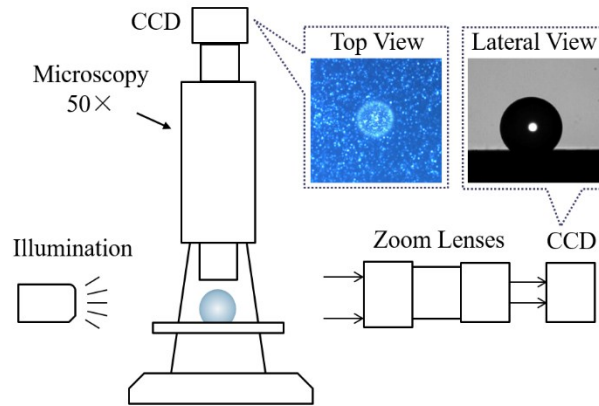 CCD
Top View
Lateral View
Microscopy
50×
Illumination
Zoom Lenses
CCD